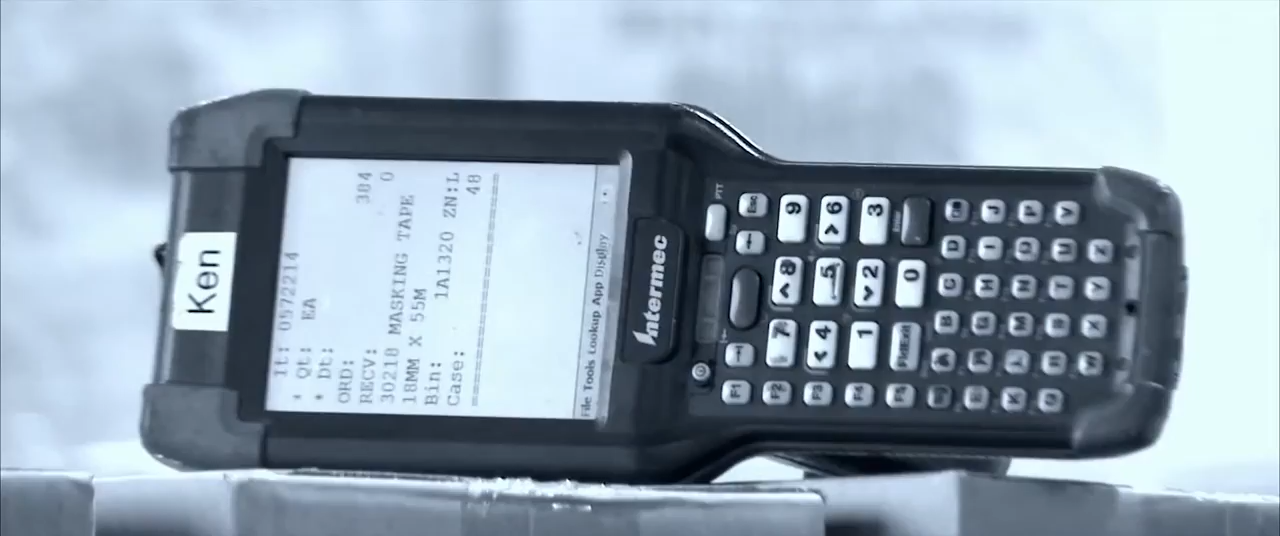 Ken
It: 0572214
* Qt: EA
* Dt:
ORD: 384
RECV: 0
30218 MASKING TAPE
18MM X 55M
Bin: 1A1320 ZN:L
Case: 48
====================
File Tools Lookup App Display
Intermec
PTT
Esc
9
6
3
8
5
2
0
7
4
1
FldExit
F1 F2 F3 F4 F5
J P V
D I U Z
H N T Y
B G M S X
R W